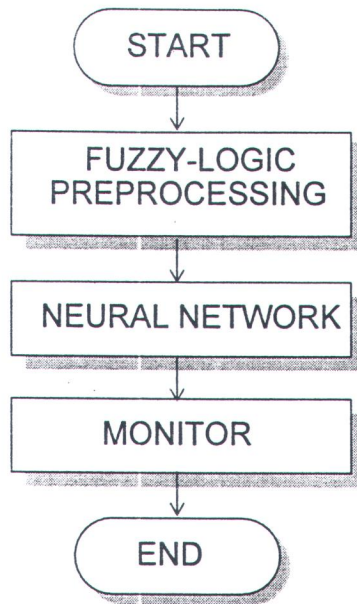 START
FUZZY-LOGIC
PREPROCESSING
NEURAL NETWORK
MONITOR
END